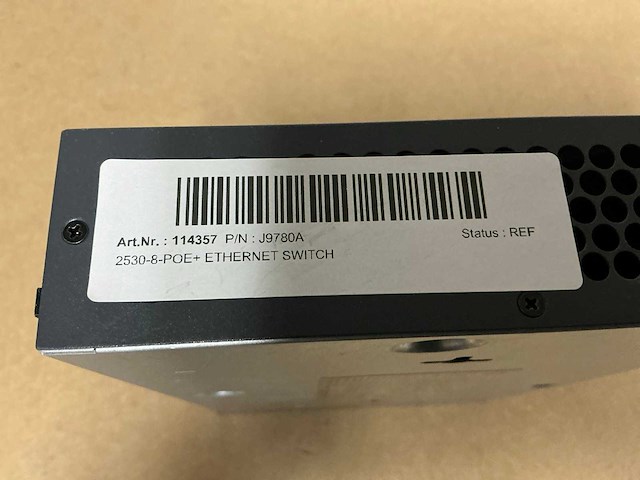 Art.Nr. : 114357 P/N : J9780A Status : REF
2530-8-POE+ ETHERNET SWITCH